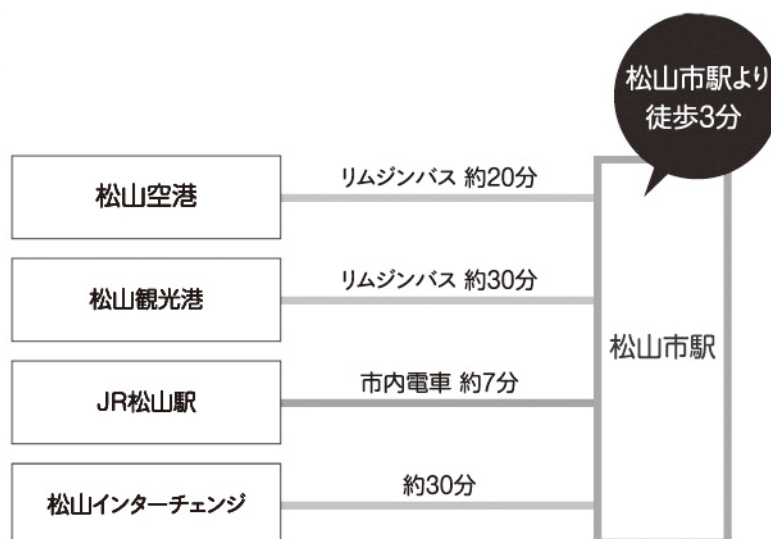 松山市駅より
徒歩3分
松山空港
リムジンバス 約20分
松山観光港
リムジンバス 約30分
松山市駅
JR松山駅
市内電車 約7分
松山インターチェンジ
約30分